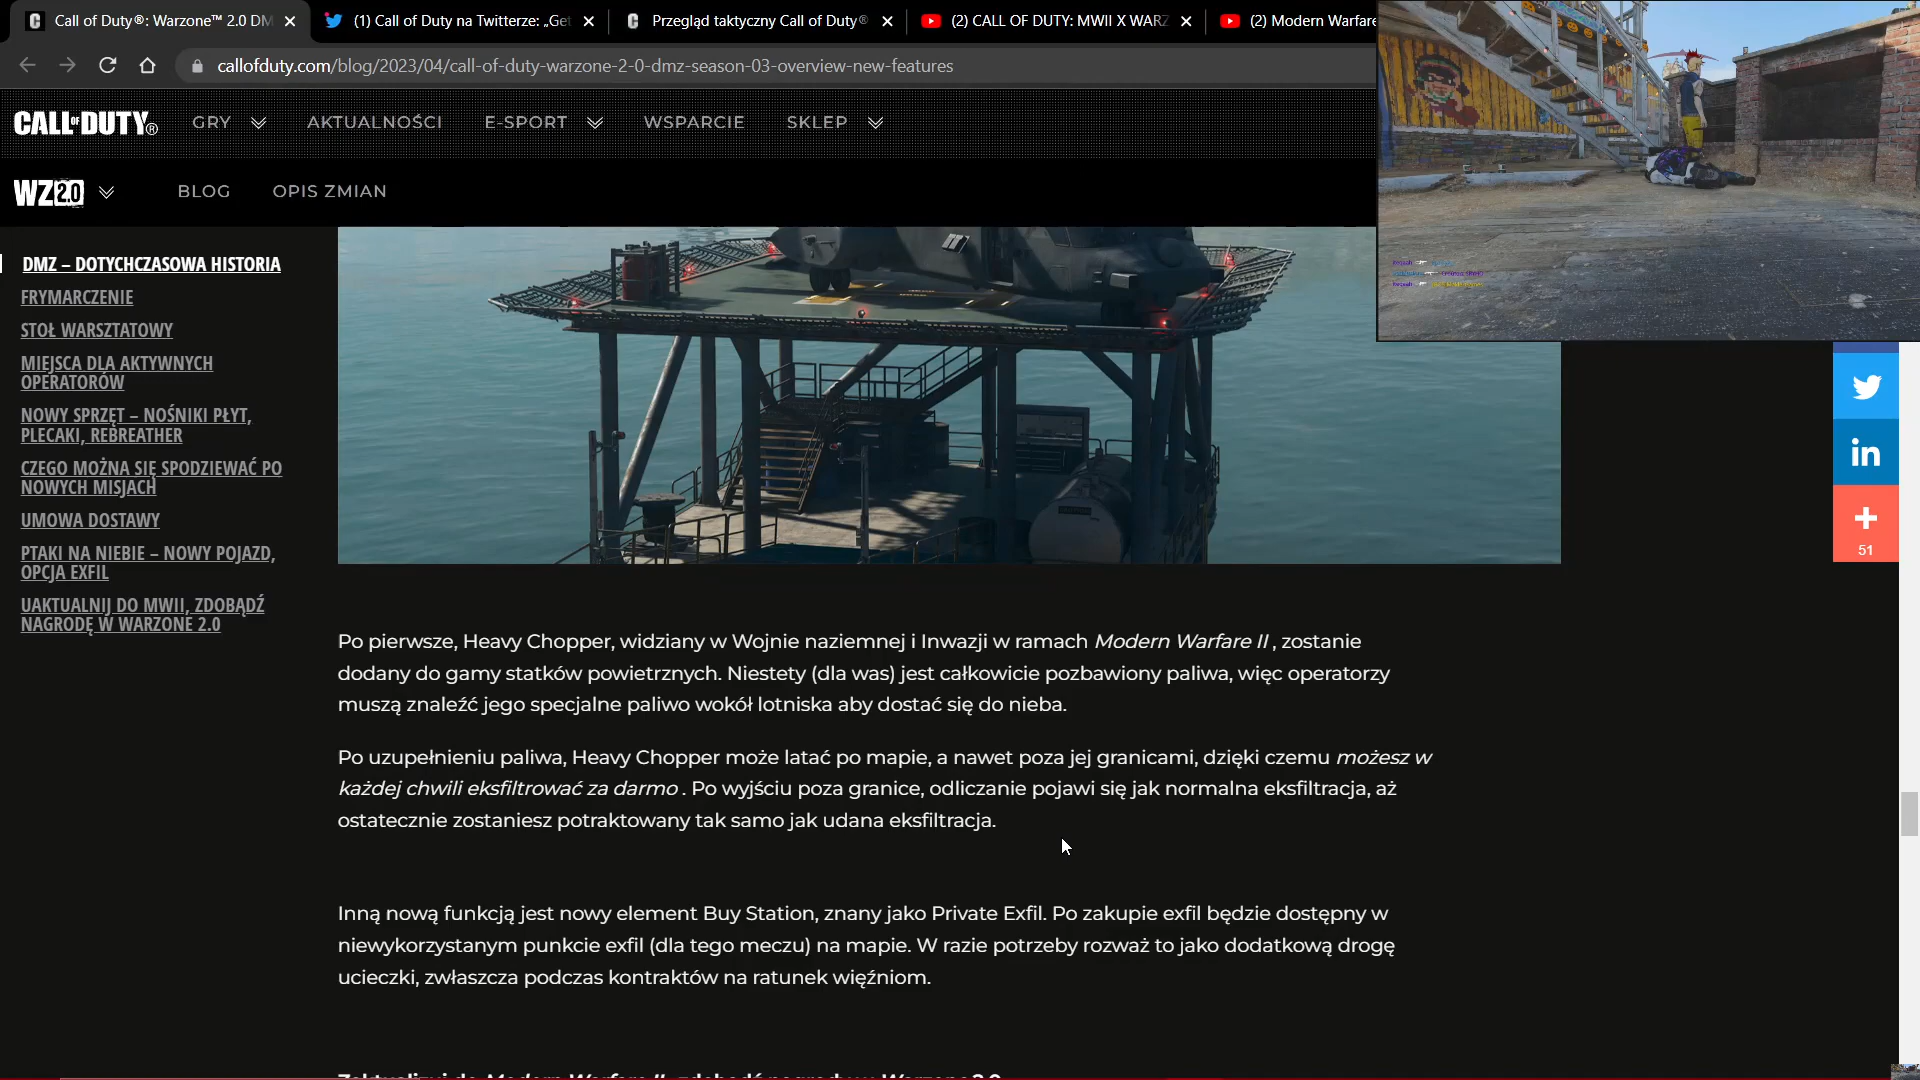 Call of Duty®: Warzone™ 2.0 DM
(1) Call of Duty na Twitterze: „Get
Przegląd taktyczny Call of Duty®
(2) CALL OF DUTY: MWII X WARZ
(2) Modern Warfare
callofduty.com/blog/2023/04/call-of-duty-warzone-2-0-dmz-season-03-overview-new-features
CALL OF DUTY®
GRY
AKTUALNOŚCI
E-SPORT
WSPARCIE
SKLEP
WZ2.0
BLOG
OPIS ZMIAN
DMZ – DOTYCHCZASOWA HISTORIA
FRYMARCZENIE
STOŁ WARSZTATOWY
MIEJSCA DLA AKTYWNYCH
OPERATORÓW
NOWY SPRZĘT – NOŚNIKI PŁYT,
PLECAKI, REBREATHER
CZEGO MOŻNA SIĘ SPODZIEWAĆ PO
NOWYCH MISJACH
UMOWA DOSTAWY
PTAKI NA NIEBIE – NOWY POJAZD,
OPCJA EXFIL
UAKTUALNIJ DO MWII, ZDOBĄDŹ
NAGRODĘ W WARZONE 2.0
in
51
Po pierwsze, Heavy Chopper, widziany w Wojnie naziemnej i Inwazji w ramach Modern Warfare II , zostanie
dodany do gamy statków powietrznych. Niestety (dla was) jest całkowicie pozbawiony paliwa, więc operatorzy
muszą znaleźć jego specjalne paliwo wokół lotniska aby dostać się do nieba.
Po uzupełnieniu paliwa, Heavy Chopper może latać po mapie, a nawet poza jej granicami, dzięki czemu możesz w
każdej chwili eksfiltrować za darmo . Po wyjściu poza granice, odliczanie pojawi się jak normalna eksfiltracja, aż
ostatecznie zostaniesz potraktowany tak samo jak udana eksfiltracja.
Inną nową funkcją jest nowy element Buy Station, znany jako Private Exfil. Po zakupie exfil będzie dostępny w
niewykorzystanym punkcie exfil (dla tego meczu) na mapie. W razie potrzeby rozważ to jako dodatkową drogę
ucieczki, zwłaszcza podczas kontraktów na ratunek więźniom.
Zaktualizuj do Modern Warfare II, zdobądź nagrody w Warzone 2.0